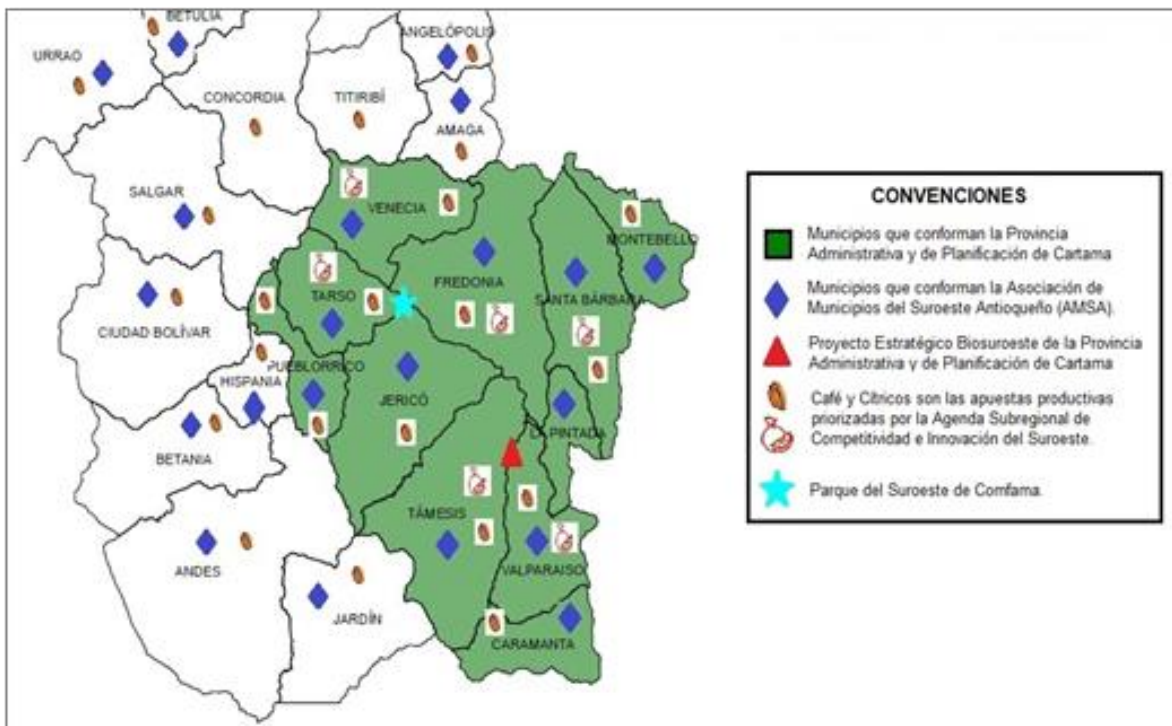 BETULIA
ANGELÓPOLIS
URRAO
CONCORDIA
TITIRIBÍ
AMAGA
SALGAR
VENECIA
MONTEBELLO
TARSO
FREDONIA
SANTA BÁRBARA
CIUDAD BOLÍVAR
PUEBLORRICO
HISPANIA
JERICÓ
LA PINTADA
BETANIA
TÁMESIS
ANDES
VALPARAISO
JARDÍN
CARAMANTA
CONVENCIONES
Municipios que conforman la Provincia
Administrativa y de Planificación de Cartama
Municipios que conforman la Asociación de
Municipios del Suroeste Antioqueño (AMSA).
Proyecto Estratégico Biosuroeste de la Provincia
Administrativa y de Planificación de Cartama
Café y Cítricos son las apuestas productivas
priorizadas por la Agenda Subregional de
Competitividad e Innovación del Suroeste.
Parque del Suroeste de Comfama.